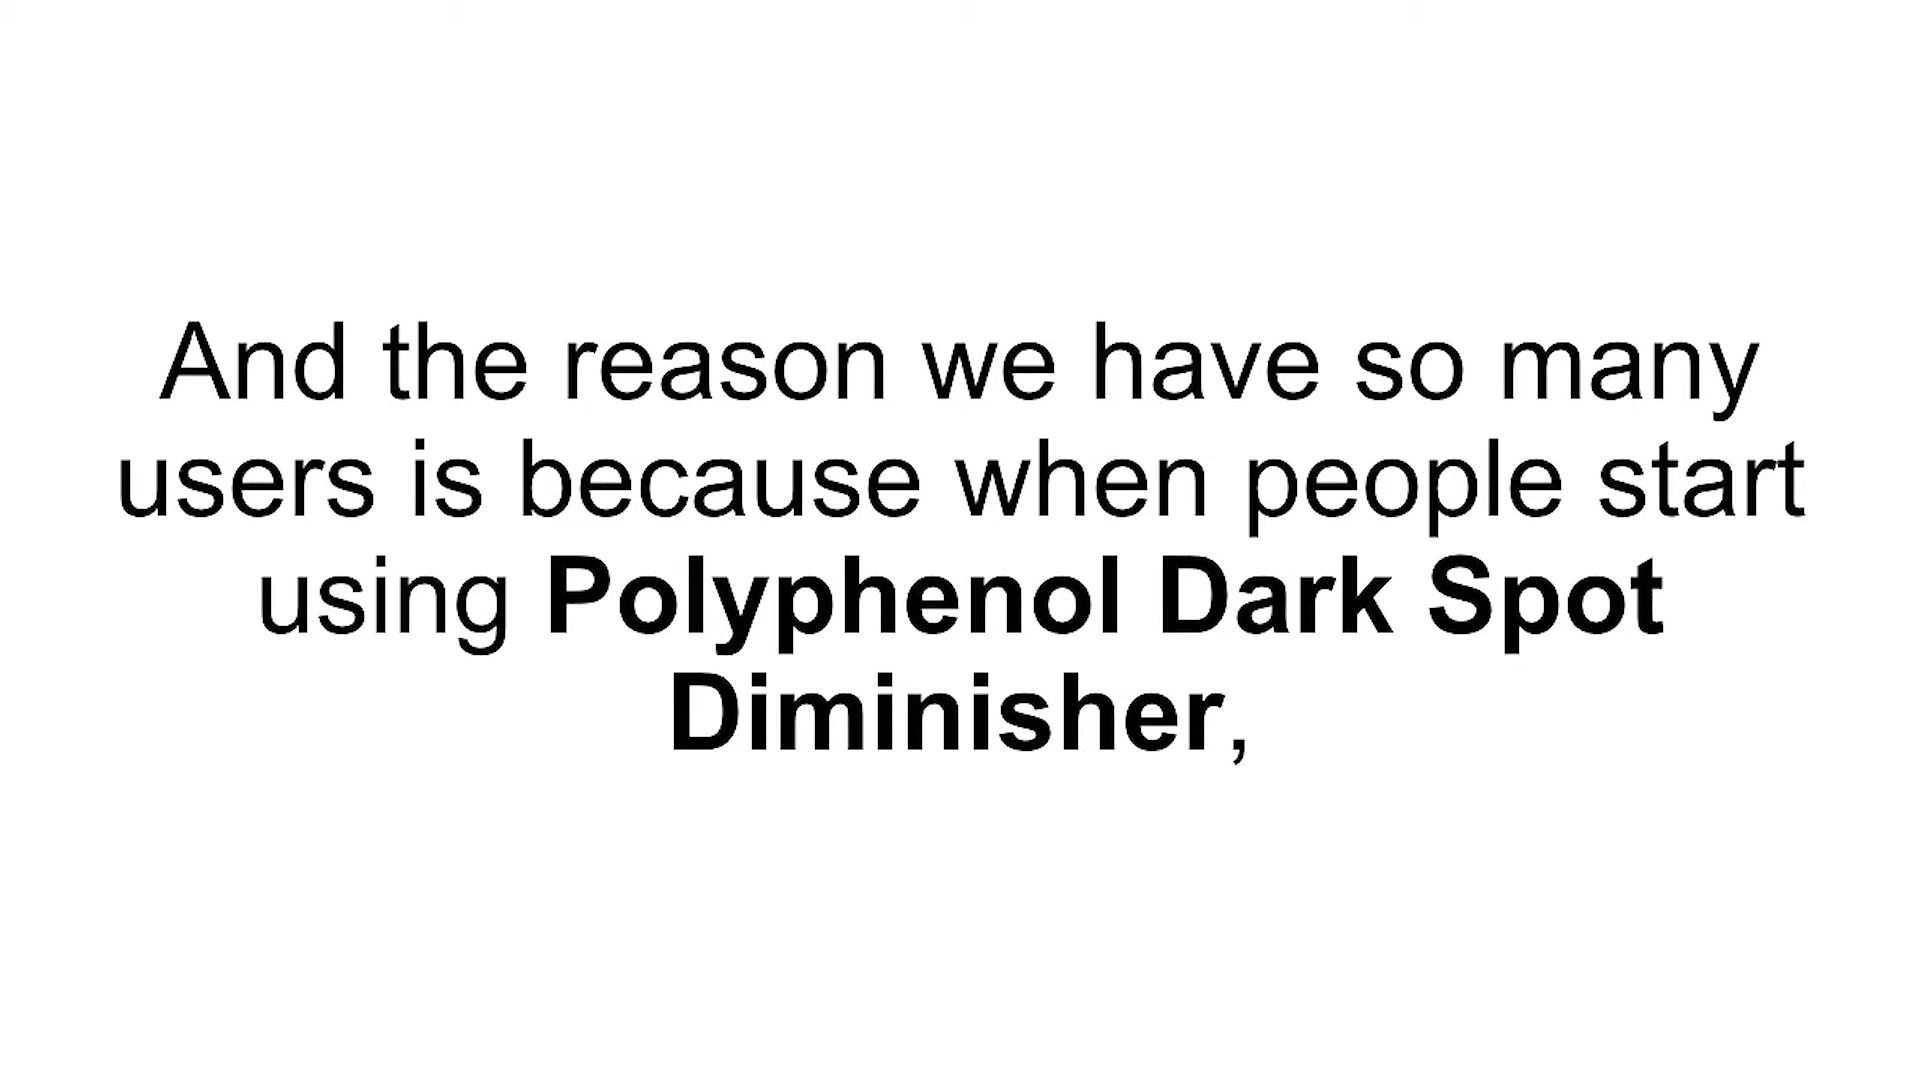 And the reason we have so many
users is because when people start
using Polyphenol Dark Spot
Diminisher,